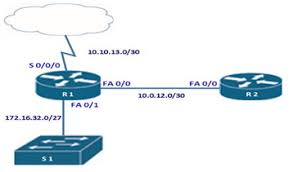 10.10.13.0/30
S 0/0/0
FA 0/0
FA 0/0
R 1
R 2
FA 0/1
10.0.12.0/30
172.16.32.0/27
S 1